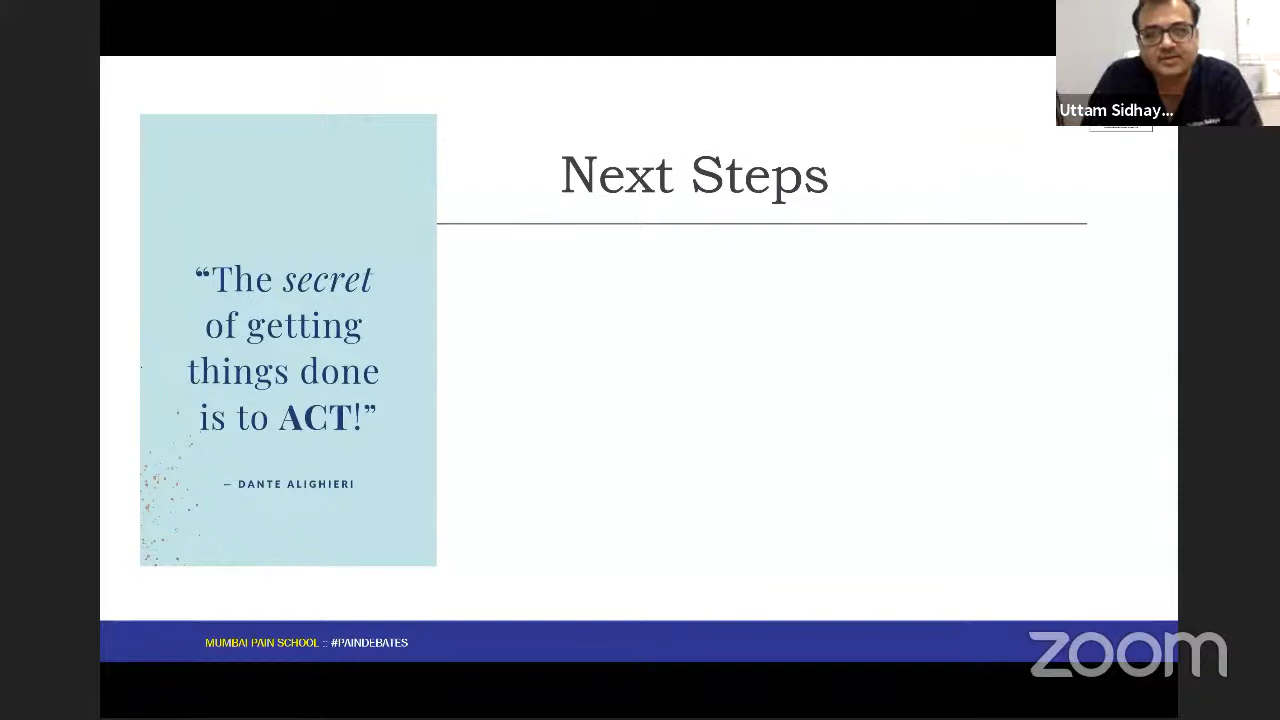 Uttam Sidhay...
Next Steps
“The secret
of getting
things done
is to ACT!”
– DANTE ALIGHIERI
MUMBAI PAIN SCHOOL :: #PAINDEBATES
zoom